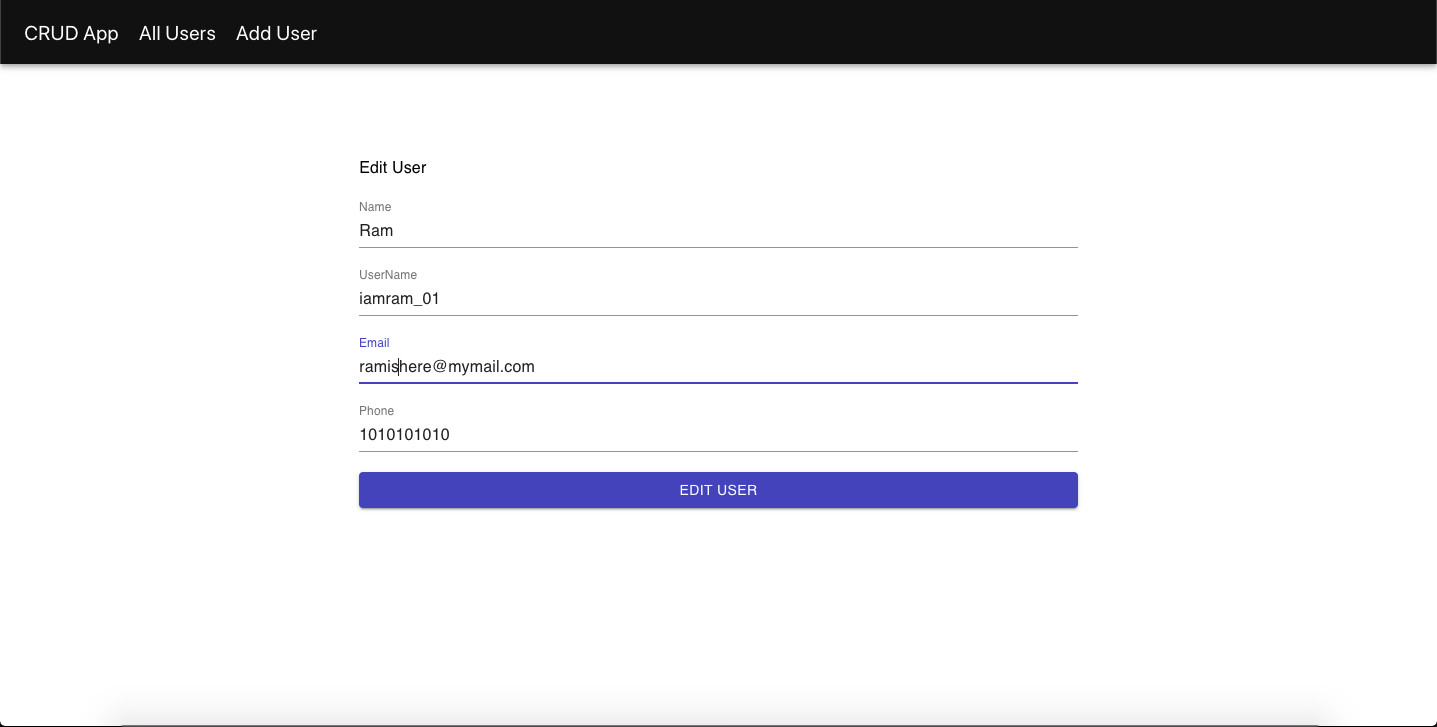 CRUD App All Users Add User
Edit User
Name
Ram
UserName
iamram_01
Email
ramishere@mymail.com
Phone
1010101010
EDIT USER